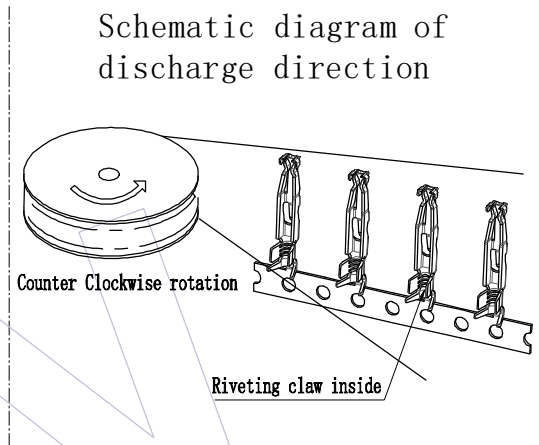 Schematic diagram of
discharge direction
Counter Clockwise rotation
Riveting claw inside